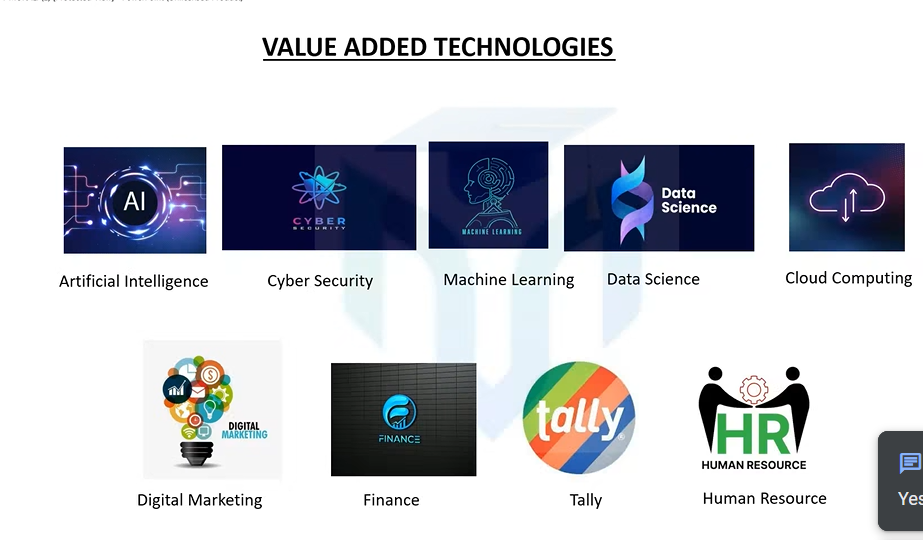 VALUE ADDED TECHNOLOGIES
AI
CYBER
SECURITY
MACHINE LEARNING
Data
Science
Artificial Intelligence
Cyber Security
Machine Learning
Data Science
Cloud Computing
$
DIGITAL
MARKETING
FINANCE
tally
®
HR
HUMAN RESOURCE
Digital Marketing
Finance
Tally
Human Resource
Yes